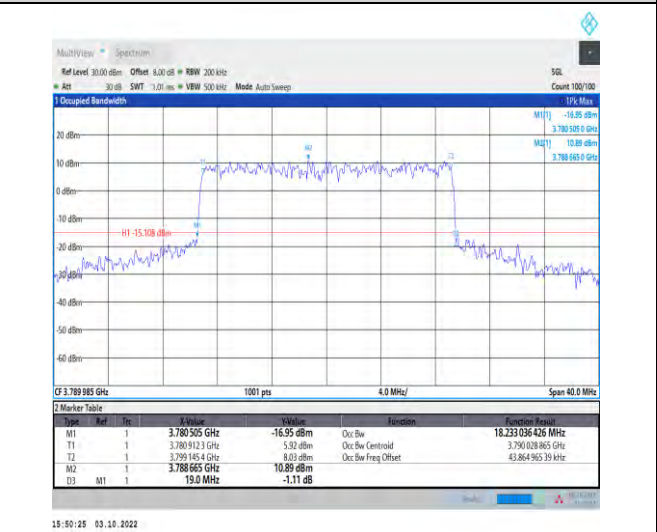 MultiView Spectrum
Ref Level 30.00 dBm Offset 8.00 dB RBW 200 kHz SGL
Att 30 dB SWT 1.01 ms VBW 500 kHz Mode Auto Sweep Count 100/100
1 Occupied Bandwidth 1Pk Max
M1[1] -16.95 dBm
3.780 505 0 GHz
M2[1] 10.89 dBm
3.788 665 0 GHz
20 dBm
M2
T1 T2
10 dBm
0 dBm
-10 dBm
M1
H1 -15.108 dBm
-20 dBm
-30 dBm
-40 dBm
-50 dBm
-60 dBm
CF 3.789 985 GHz 1001 pts 4.0 MHz/ Span 40.0 MHz
2 Marker Table
Type Ref Trc X-Value Y-Value Function Function Result
M1 1 3.780 505 GHz -16.95 dBm Occ Bw 18.233 036 426 MHz
T1 1 3.780 912 3 GHz 5.92 dBm Occ Bw Centroid 3.790 028 865 GHz
T2 1 3.799 145 4 GHz 8.03 dBm Occ Bw Freq Offset 43.864 965 39 kHz
M2 1 3.788 665 GHz 10.89 dBm
D3 M1 1 19.0 MHz -1.11 dB
15:50:25 03.10.2022